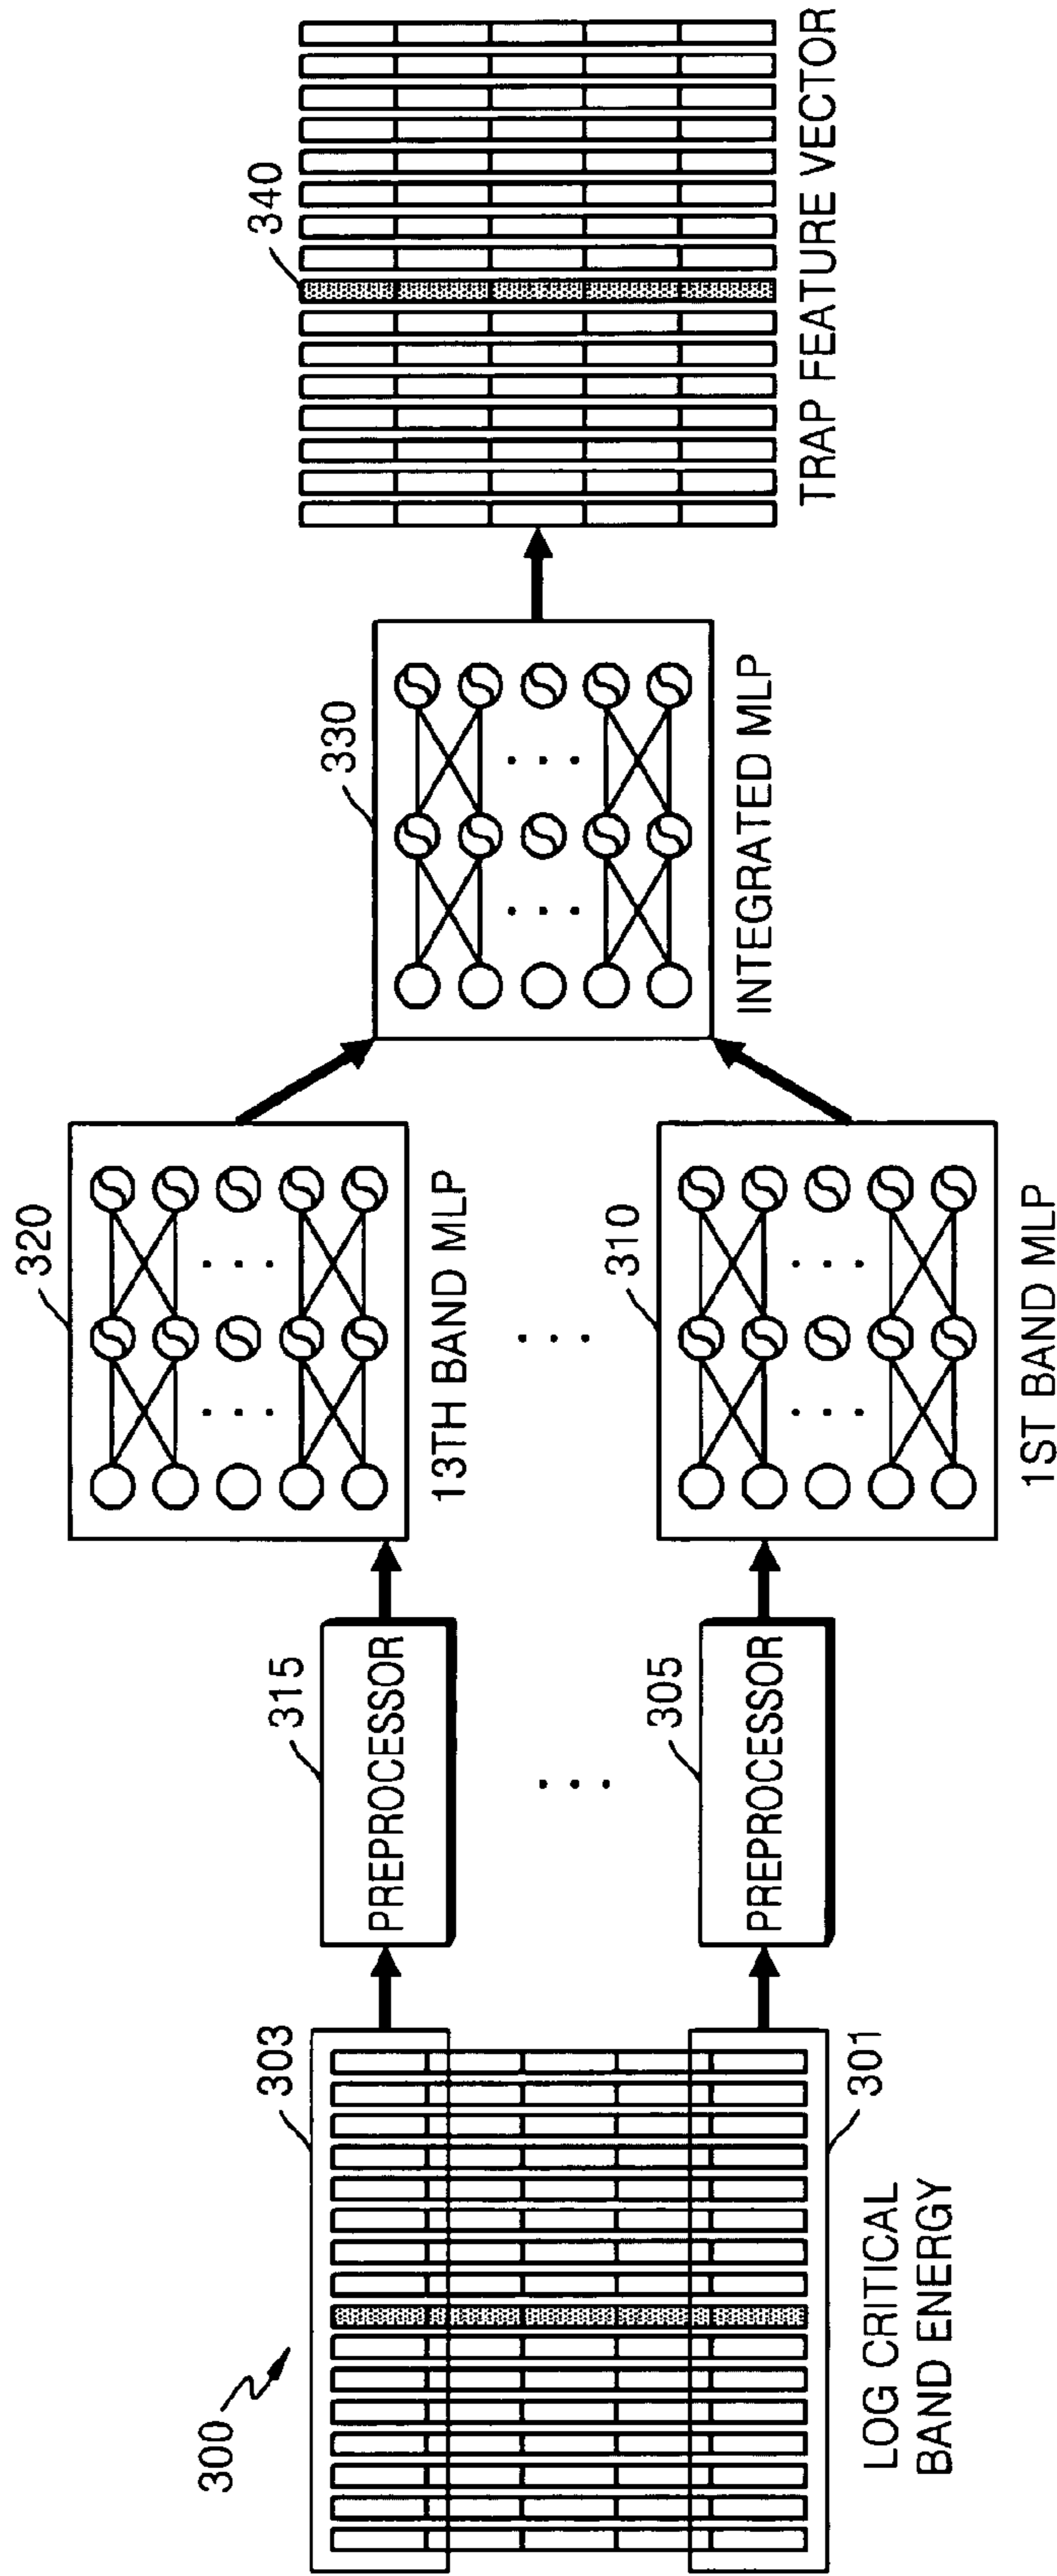 300
303
301
LOG CRITICAL
BAND ENERGY
315
PREPROCESSOR
. . .
305
PREPROCESSOR
320
. . .
. . .
13TH BAND MLP
. . .
310
. . .
. . .
1ST BAND MLP
330
. . .
. . .
INTEGRATED MLP
340
TRAP FEATURE VECTOR